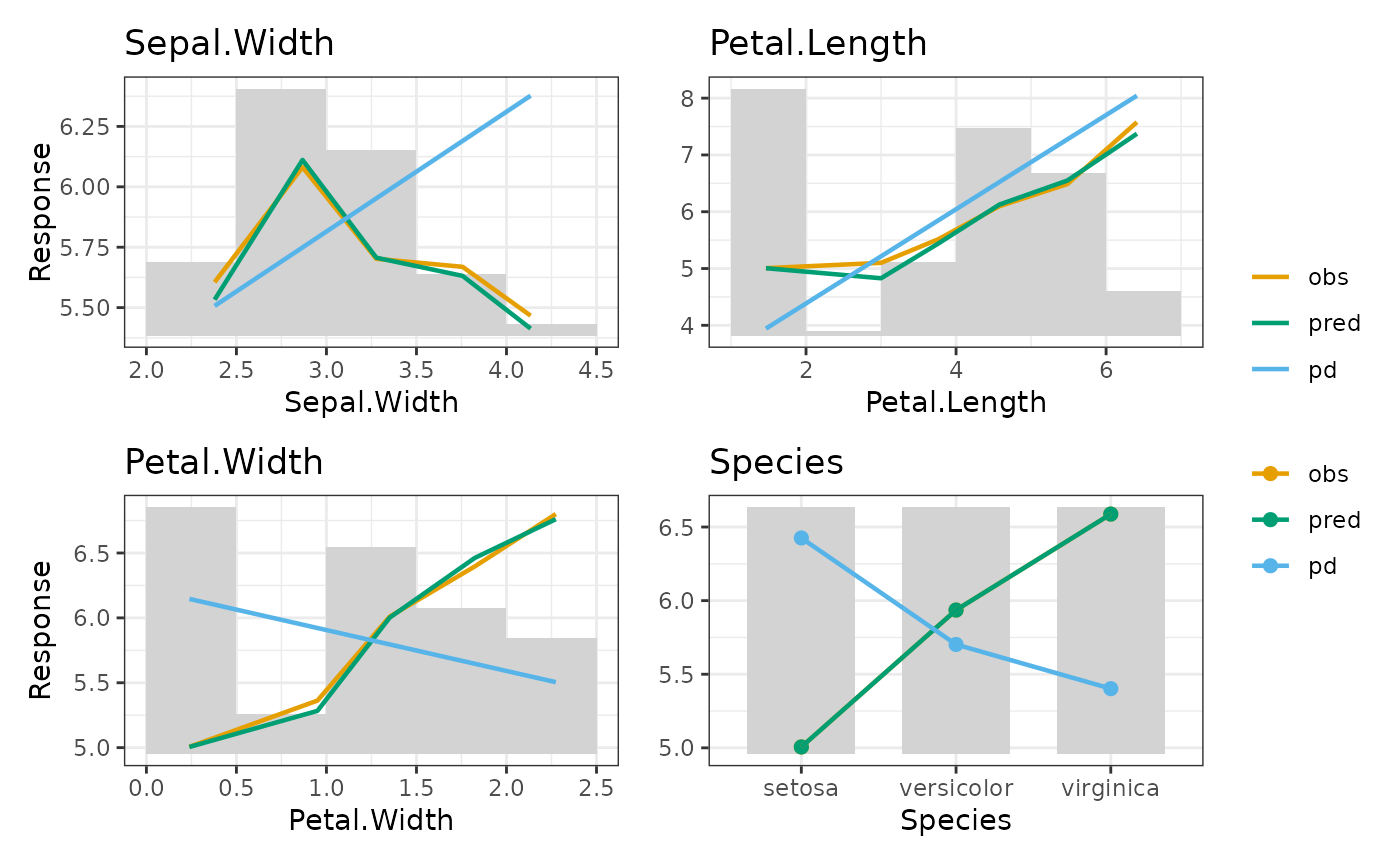 Sepal.Width
Response
6.25
6.00
5.75
5.50
2.0 2.5 3.0 3.5 4.0 4.5
Sepal.Width
Petal.Length
8
7
6
5
4
2 4 6
Petal.Length
obs
pred
pd
Petal.Width
Response
6.5
6.0
5.5
5.0
0.0 0.5 1.0 1.5 2.0 2.5
Petal.Width
Species
6.5
6.0
5.5
5.0
setosa versicolor virginica
Species
obs
pred
pd